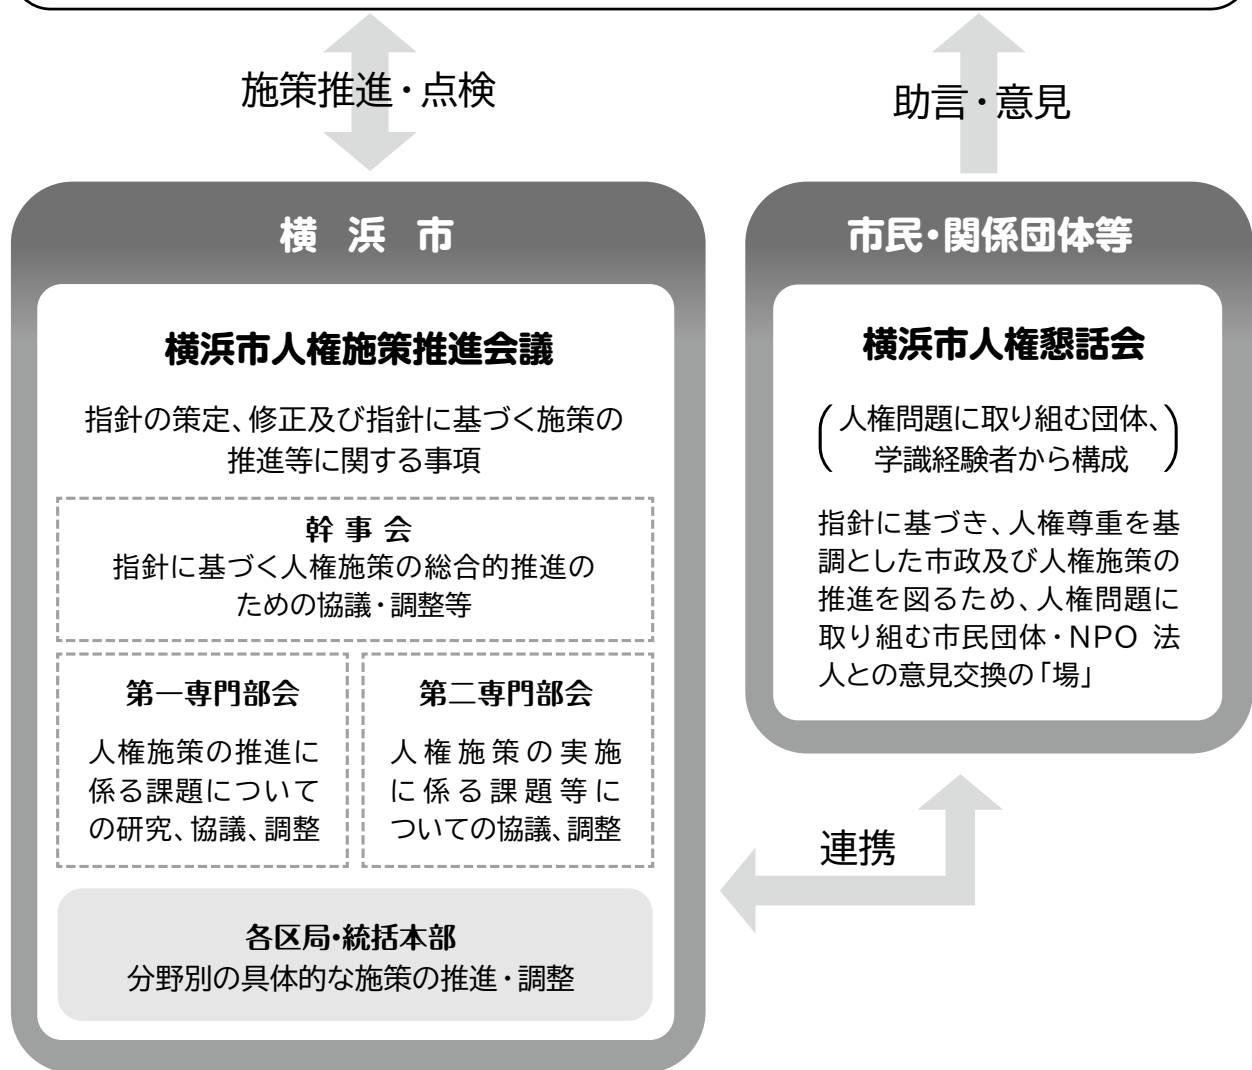 施策推進・点検
助言・意見
横 浜 市
横浜市人権施策推進会議
指針の策定、修正及び指針に基づく施策の
推進等に関する事項
幹 事 会
指針に基づく人権施策の総合的推進の
ための協議・調整等
第一専門部会
人権施策の推進に
係る課題について
の研究、協議、調整
第二専門部会
人権施策の実施
に係る課題等に
ついての協議、調整
各区局・統括本部
分野別の具体的な施策の推進・調整
市民・関係団体等
横浜市人権懇話会
(人権問題に取り組む団体、
学識経験者から構成)
指針に基づき、人権尊重を基
調とした市政及び人権施策の
推進を図るため、人権問題に
取り組む市民団体・NPO 法
人との意見交換の「場」
連携